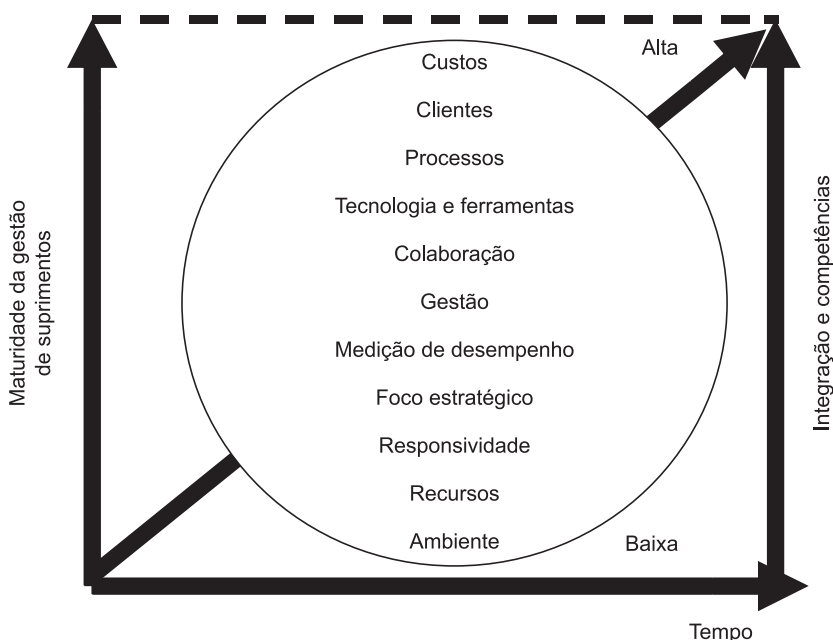 Alta
Custos
Clientes
Processos
Tecnologia e ferramentas
Colaboração
Gestão
Medição de desempenho
Foco estratégico
Responsividade
Recursos
Ambiente
Baixa
Maturidade da gestão
de suprimentos
Integração e competências
Tempo